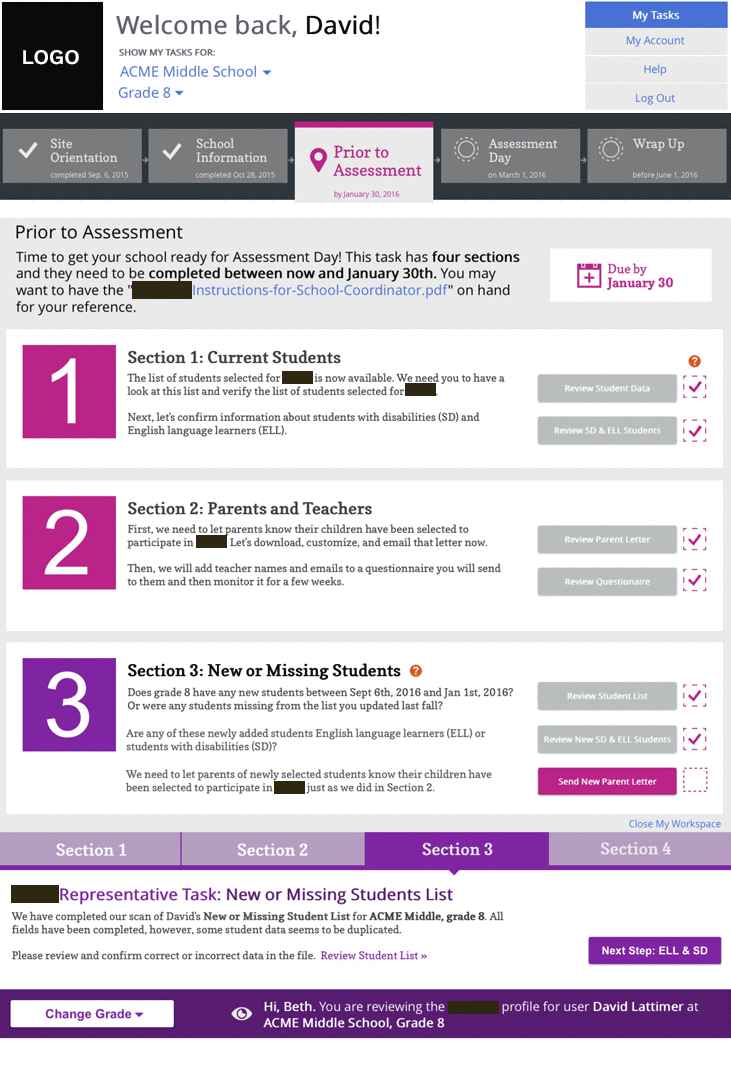 LOGO
Welcome back, David!
SHOW MY TASKS FOR:
ACME Middle School
Grade 8
My Tasks
My Account
Help
Log Out
Site
Orientation
completed Sep. 6, 2015
School
Information
completed Oct 28, 2015
Prior to
Assessment
by January 30, 2016
Assessment
Day
on March 1, 2016
Wrap Up
before June 1, 2016
Prior to Assessment
Time to get your school ready for Assessment Day! This task has four sections
and they need to be completed between now and January 30th. You may
want to have the "Instructions-for-School-Coordinator.pdf" on hand
for your reference.
Due by
January 30
1
Section 1: Current Students
The list of students selected for is now available. We need you to have a
look at this list and verify the list of students selected for .
Next, let's confirm information about students with disabilities (SD) and
English language learners (ELL).
?
Review Student Data
Review SD & ELL Students
2
Section 2: Parents and Teachers
First, we need to let parents know their children have been selected to
participate in Let's download, customize, and email that letter now.
Then, we will add teacher names and emails to a questionnaire you will send
to them and then monitor it for a few weeks.
Review Parent Letter
Review Questionaire
3
Section 3: New or Missing Students ?
Does grade 8 have any new students between Sept 6th, 2016 and Jan 1st, 2016?
Or were any students missing from the list you updated last fall?
Are any of these newly added students English language learners (ELL) or
students with disabilities (SD)?
We need to let parents of newly selected students know their children have
been selected to participate in just as we did in Section 2.
Review Student List
Review New SD & ELL Students
Send New Parent Letter
Close My Workspace
Section 1
Section 2
Section 3
Section 4
Representative Task: New or Missing Students List
We have completed our scan of David's New or Missing Student List for ACME Middle, grade 8. All
fields have been completed, however, some student data seems to be duplicated.
Please review and confirm correct or incorrect data in the file. Review Student List »
Next Step: ELL & SD
Change Grade
Hi, Beth. You are reviewing the profile for user David Lattimer at
ACME Middle School, Grade 8